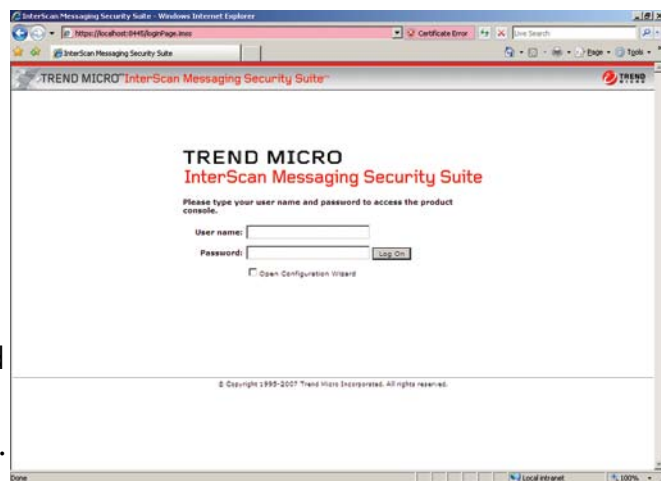 InterScan Messaging Security Suite - Windows Internet Explorer
https://localhost:8445/loginPage.imss
Certificate Error
Live Search
InterScan Messaging Security Suite
Page
Tools
TREND MICRO™ InterScan Messaging Security Suite™
TREND
MICRO
TREND MICRO
InterScan Messaging Security Suite
Please type your user name and password to access the product
console.
User name:
Password:
Log On
Open Configuration Wizard
© Copyright 1995-2007 Trend Micro Incorporated. All rights reserved.
Done
Local intranet
100%